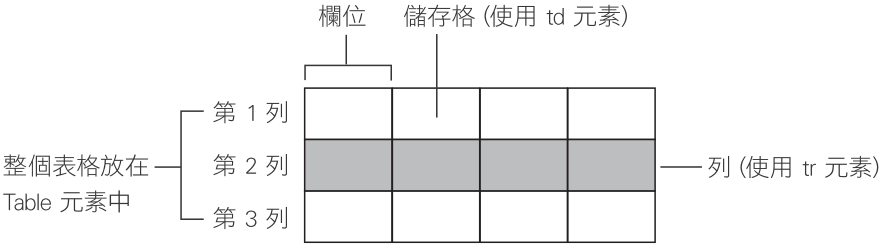 欄位
儲存格 (使用 td 元素)
第 1 列
整個表格放在
Table 元素中
第 2 列
列 (使用 tr 元素)
第 3 列